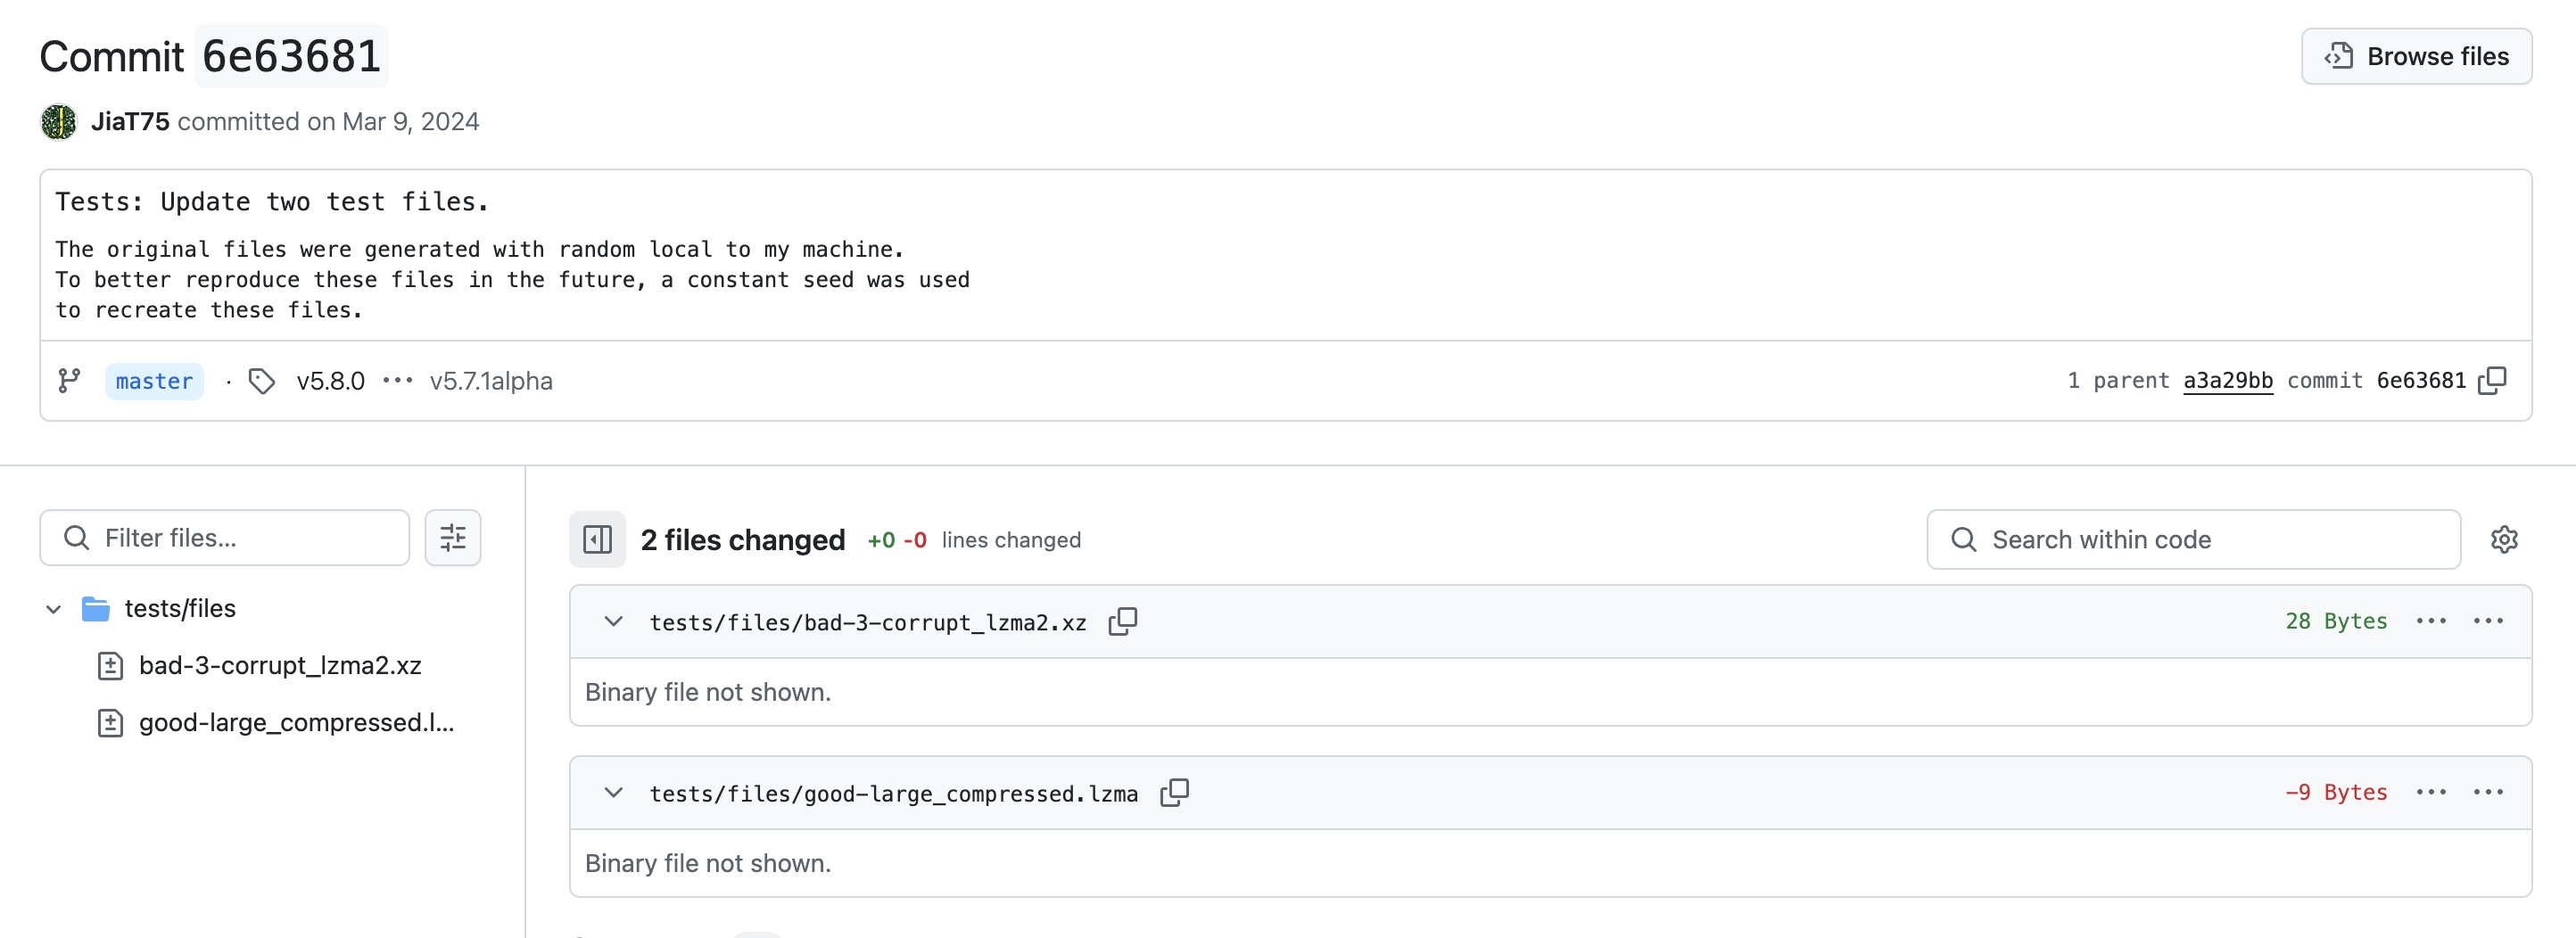 Commit 6e63681
Browse files
JiaT75 committed on Mar 9, 2024
Tests: Update two test files.
The original files were generated with random local to my machine.
To better reproduce these files in the future, a constant seed was used
to recreate these files.
master · v5.8.0 ··· v5.7.1alpha
1 parent a3a29bb commit 6e63681
Filter files...
tests/files
bad-3-corrupt_lzma2.xz
good-large_compressed.l...
2 files changed +0 -0 lines changed
Search within code
tests/files/bad-3-corrupt_lzma2.xz
28 Bytes
Binary file not shown.
tests/files/good-large_compressed.lzma
-9 Bytes
Binary file not shown.